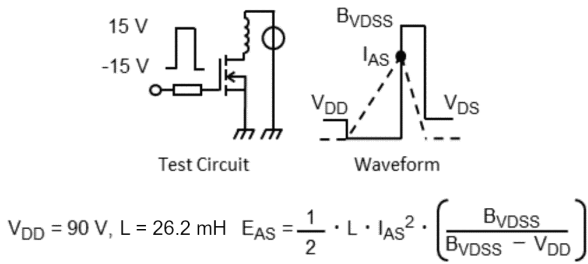 15 V
-15 V
Test Circuit
BVDSS
IAS
VDD
VDS
Waveform
VDD = 90 V, L = 26.2 mH EAS = 1/2 · L · IAS² · (BVDSS / (BVDSS − VDD))